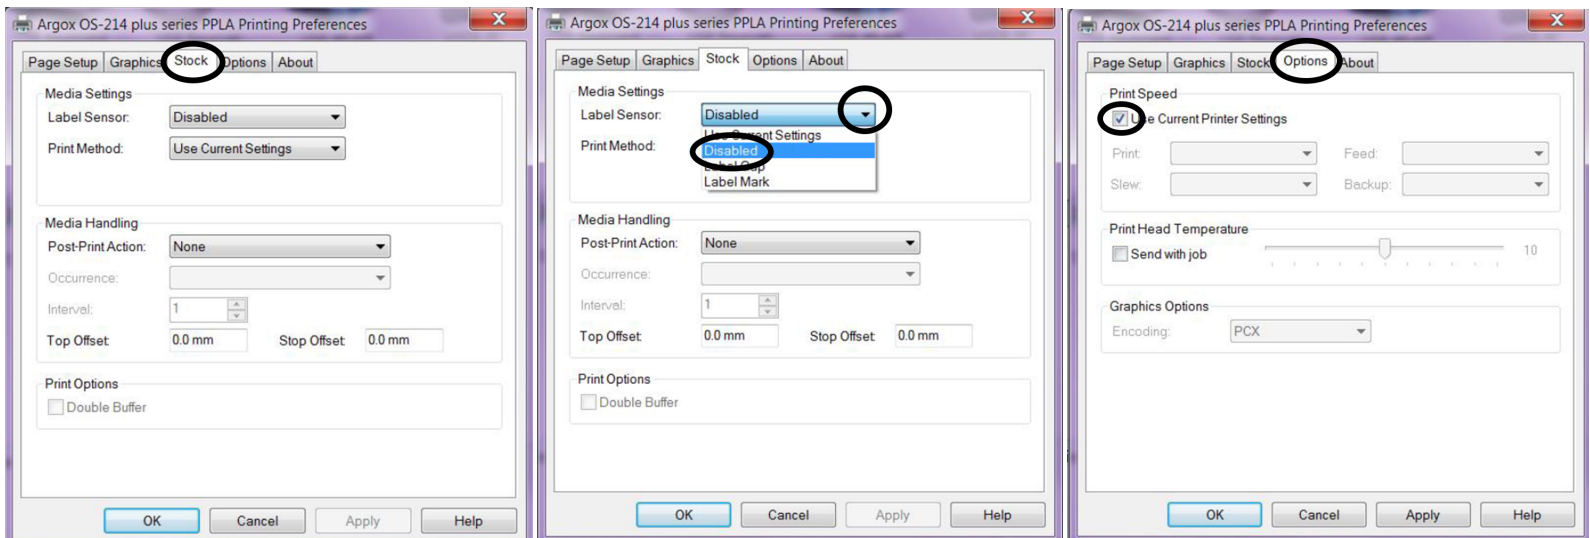 Argox OS-214 plus series PPLA Printing Preferences
Page Setup Graphics Stock Options About
Media Settings
Label Sensor: Disabled
Print Method: Use Current Settings
Media Handling
Post-Print Action: None
Occurrence:
Interval: 1
Top Offset: 0.0 mm Stop Offset: 0.0 mm
Print Options
Double Buffer
OK Cancel Apply Help
Argox OS-214 plus series PPLA Printing Preferences
Page Setup Graphics Stock Options About
Media Settings
Label Sensor: Disabled
Use Current Settings
Print Method: Disabled
Label Gap
Label Mark
Media Handling
Post-Print Action: None
Occurrence:
Interval: 1
Top Offset: 0.0 mm Stop Offset: 0.0 mm
Print Options
Double Buffer
OK Cancel Apply Help
Argox OS-214 plus series PPLA Printing Preferences
Page Setup Graphics Stock Options About
Print Speed
Use Current Printer Settings
Print: Feed:
Slew: Backup:
Print Head Temperature
Send with job 10
Graphics Options
Encoding: PCX
OK Cancel Apply Help